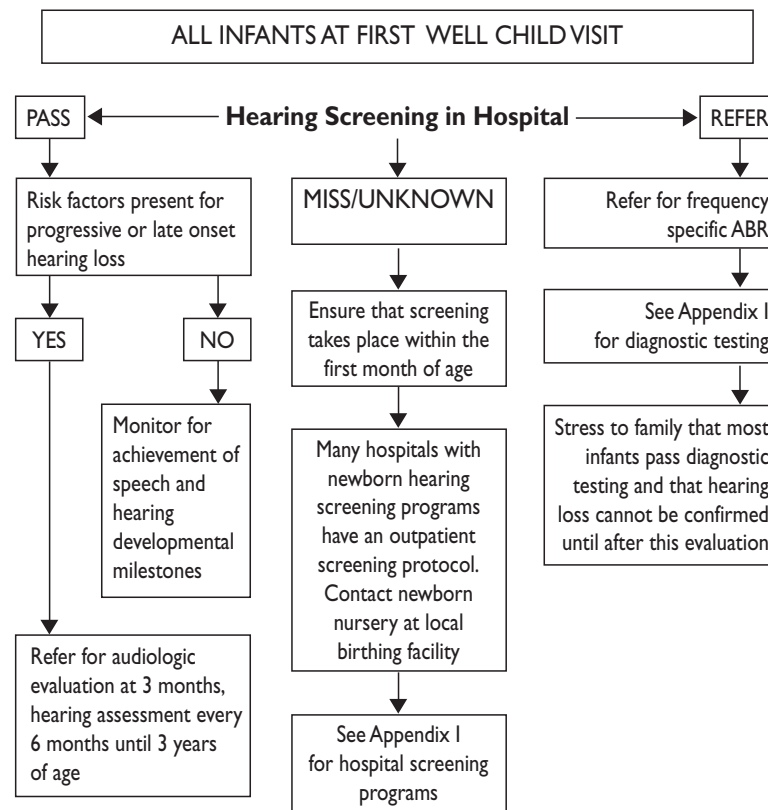 ALL INFANTS AT FIRST WELL CHILD VISIT
PASS
Hearing Screening in Hospital
REFER
Risk factors present for
progressive or late onset
hearing loss
YES
NO
Monitor for
achievement of
speech and
hearing
developmental
milestones
Refer for audiologic
evaluation at 3 months,
hearing assessment every
6 months until 3 years
of age
MISS/UNKNOWN
Ensure that screening
takes place within the
first month of age
Many hospitals with
newborn hearing
screening programs
have an outpatient
screening protocol.
Contact newborn
nursery at local
birthing facility
See Appendix I
for hospital screening
programs
Refer for frequency
specific ABR
See Appendix I
for diagnostic testing
Stress to family that most
infants pass diagnostic
testing and that hearing
loss cannot be confirmed
until after this evaluation